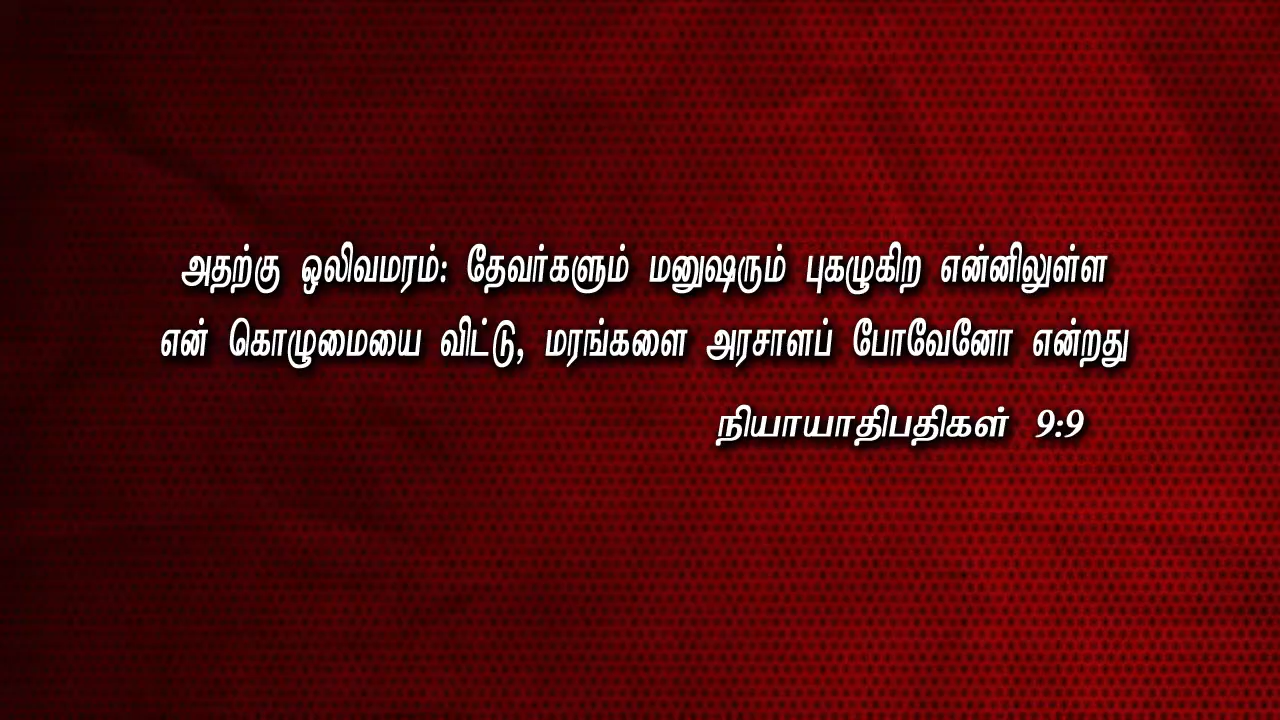 அதற்கு ஒலிவமரம்: தேவர்களும் மனுஷரும் புகழுகிற என்னிலுள்ள
என் கொழுமையை விட்டு, மரங்களை அரசாளப் போவேனோ என்றது
நியாயாதிபதிகள் 9:9